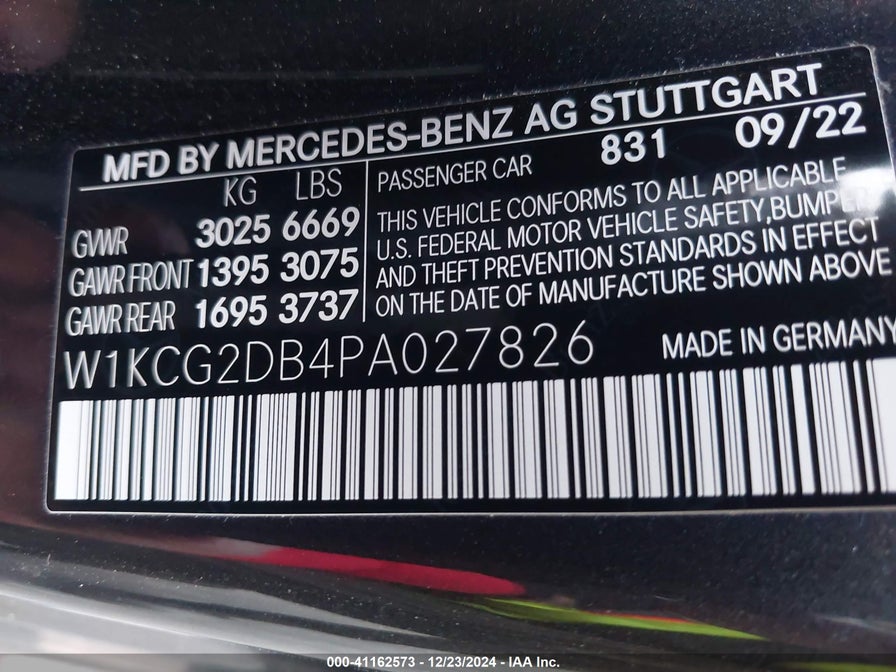 MFD BY MERCEDES-BENZ AG STUTTGART
KG LBS
GVWR 3025 6669
GAWR FRONT 1395 3075
GAWR REAR 1695 3737
PASSENGER CAR 831 09/22
THIS VEHICLE CONFORMS TO ALL APPLICABLE
U.S. FEDERAL MOTOR VEHICLE SAFETY,BUMPER
AND THEFT PREVENTION STANDARDS IN EFFECT
ON THE DATE OF MANUFACTURE SHOWN ABOVE
W1KCG2DB4PA027826
MADE IN GERMANY
000-41162573 - 12/23/2024 - IAA Inc.